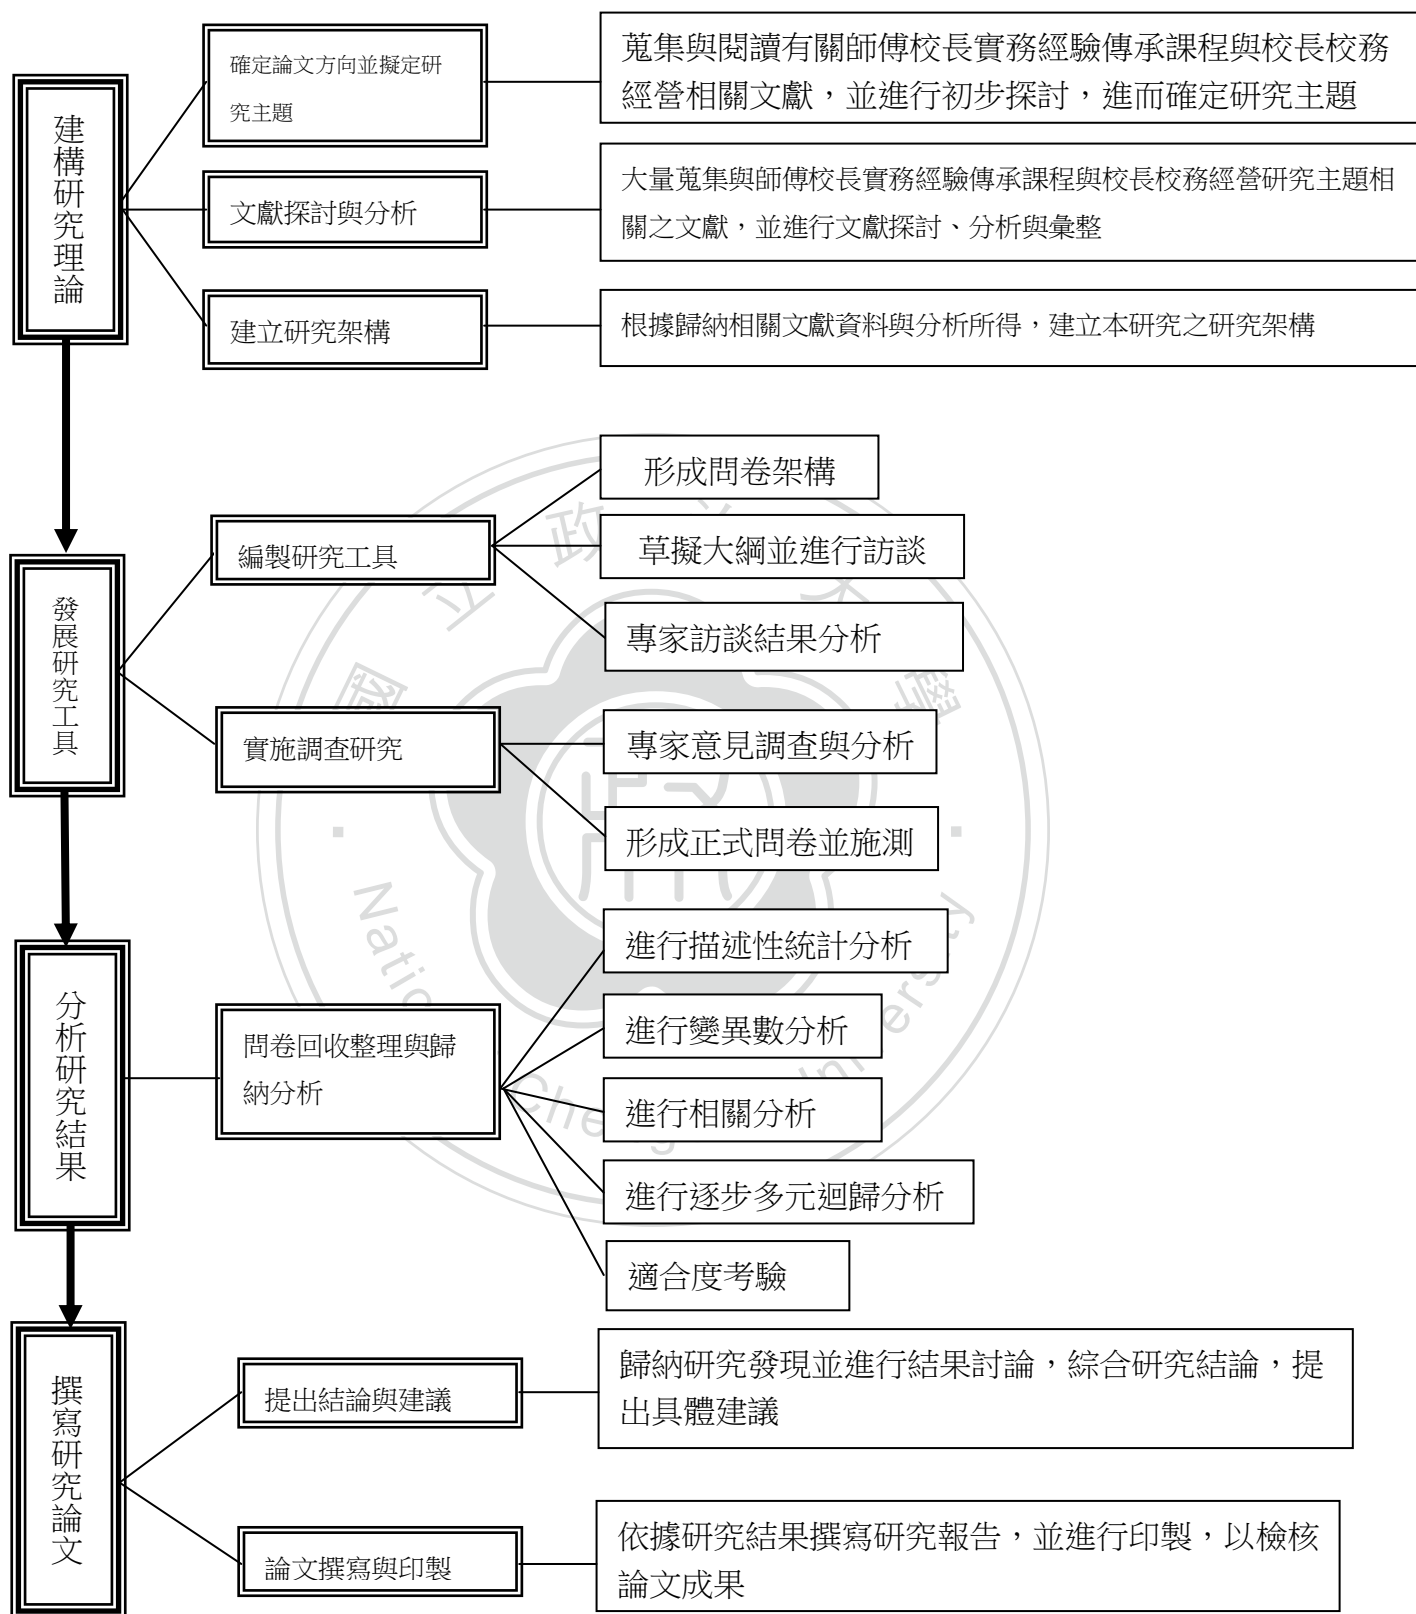 建構研究理論
確定論文方向並擬定研
究主題
蒐集與閱讀有關師傅校長實務經驗傳承課程與校長校務
經營相關文獻，並進行初步探討，進而確定研究主題
文獻探討與分析
大量蒐集與師傅校長實務經驗傳承課程與校長校務經營研究主題相
關之文獻，並進行文獻探討、分析與彙整
建立研究架構
根據歸納相關文獻資料與分析所得，建立本研究之研究架構
發展研究工具
編製研究工具
形成問卷架構
草擬大綱並進行訪談
專家訪談結果分析
實施調查研究
專家意見調查與分析
形成正式問卷並施測
分析研究結果
問卷回收整理與歸
納分析
進行描述性統計分析
進行變異數分析
進行相關分析
進行逐步多元迴歸分析
適合度考驗
撰寫研究論文
提出結論與建議
歸納研究發現並進行結果討論，綜合研究結論，提
出具體建議
論文撰寫與印製
依據研究結果撰寫研究報告，並進行印製，以檢核
論文成果